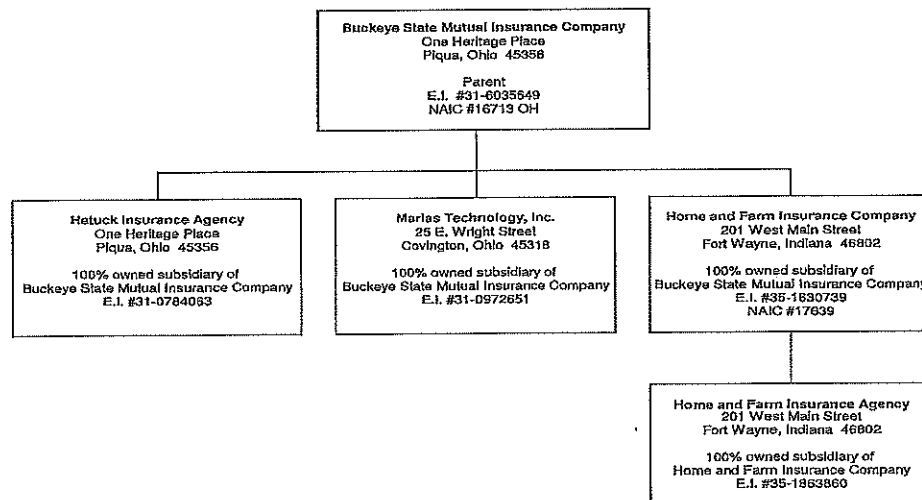 Buckeye State Mutual Insurance Company
One Heritage Place
Piqua, Ohio 45356
Parent
E.I. #31-6035649
NAIC #16713 OH
Hetuck Insurance Agency
One Heritage Place
Piqua, Ohio 45356
100% owned subsidiary of
Buckeye State Mutual Insurance Company
E.I. #31-0784063
Marias Technology, Inc.
25 E. Wright Street
Covington, Ohio 45318
100% owned subsidiary of
Buckeye State Mutual Insurance Company
E.I. #31-0972651
Home and Farm Insurance Company
201 West Main Street
Fort Wayne, Indiana 46802
100% owned subsidiary of
Buckeye State Mutual Insurance Company
E.I. #35-1630739
NAIC #17639
Home and Farm Insurance Agency
201 West Main Street
Fort Wayne, Indiana 46802
100% owned subsidiary of
Home and Farm Insurance Company
E.I. #35-1863860